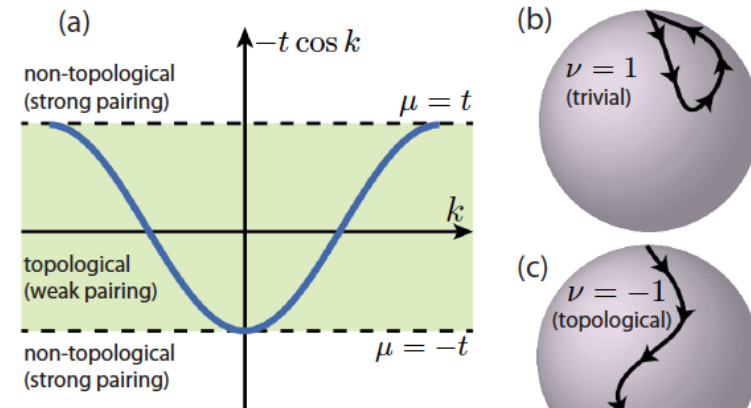 (a)
−t cos k
non-topological
(strong pairing)
μ = t
k
topological
(weak pairing)
μ = −t
non-topological
(strong pairing)
(b)
ν = 1
(trivial)
(c)
ν = −1
(topological)